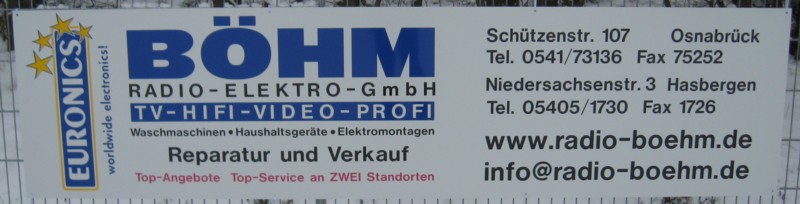 EURONICS
worldwide electronics!
BÖHM
RADIO-ELEKTRO-GmbH
TV-HIFI-VIDEO-PROFI
Waschmaschinen • Haushaltsgeräte • Elektromontagen
Reparatur und Verkauf
Top-Angebote Top-Service an ZWEI Standorten
Schützenstr. 107 Osnabrück
Tel. 0541/73136 Fax 75252
Niedersachsenstr. 3 Hasbergen
Tel. 05405/1730 Fax 1726
www.radio-boehm.de
info@radio-boehm.de